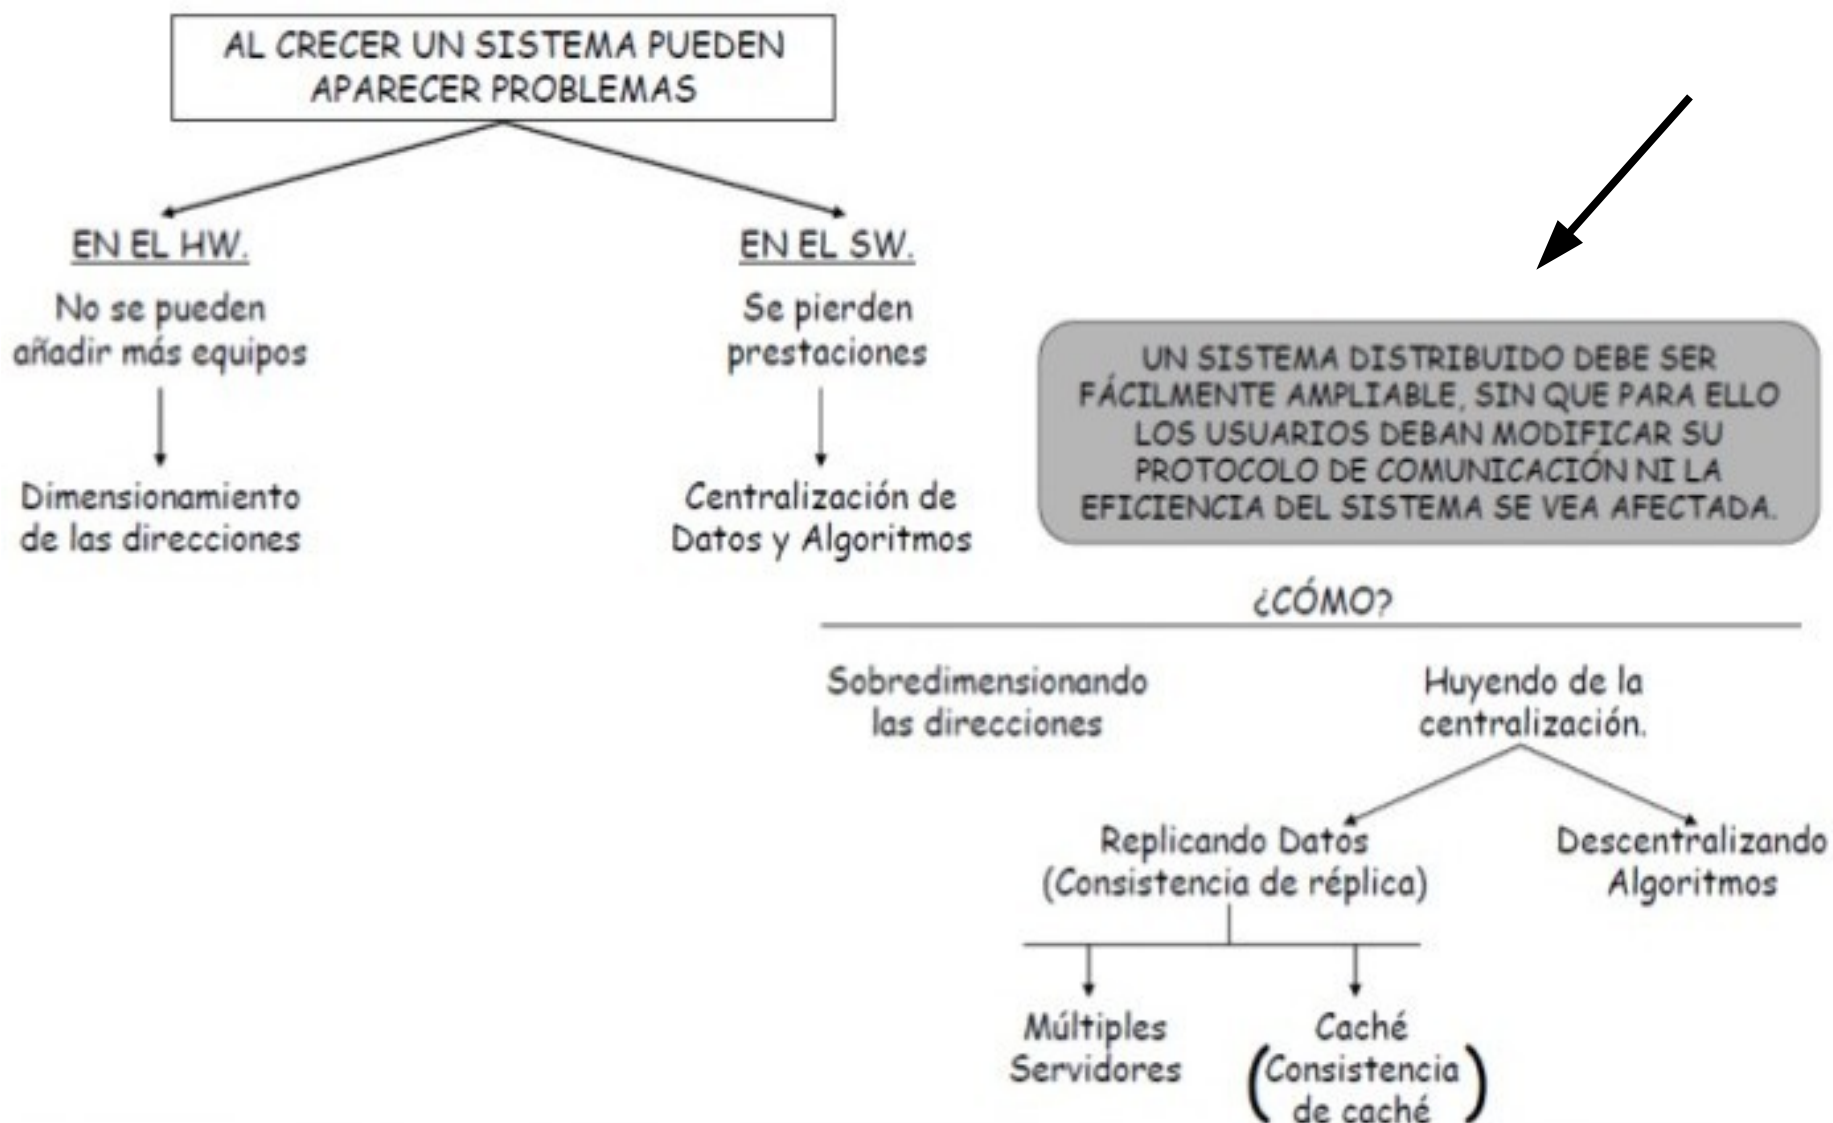 AL CRECER UN SISTEMA PUEDEN
APARECER PROBLEMAS
EN EL HW.
No se pueden
añadir más equipos
Dimensionamiento
de las direcciones
EN EL SW.
Se pierden
prestaciones
Centralización de
Datos y Algoritmos
UN SISTEMA DISTRIBUIDO DEBE SER
FÁCILMENTE AMPLIABLE, SIN QUE PARA ELLO
LOS USUARIOS DEBAN MODIFICAR SU
PROTOCOLO DE COMUNICACIÓN NI LA
EFICIENCIA DEL SISTEMA SE VEA AFECTADA.
¿CÓMO?
Sobredimensionando
las direcciones
Huyendo de la
centralización.
Replicando Datos
(Consistencia de réplica)
Descentralizando
Algoritmos
Múltiples
Servidores
Caché
(Consistencia
de caché)